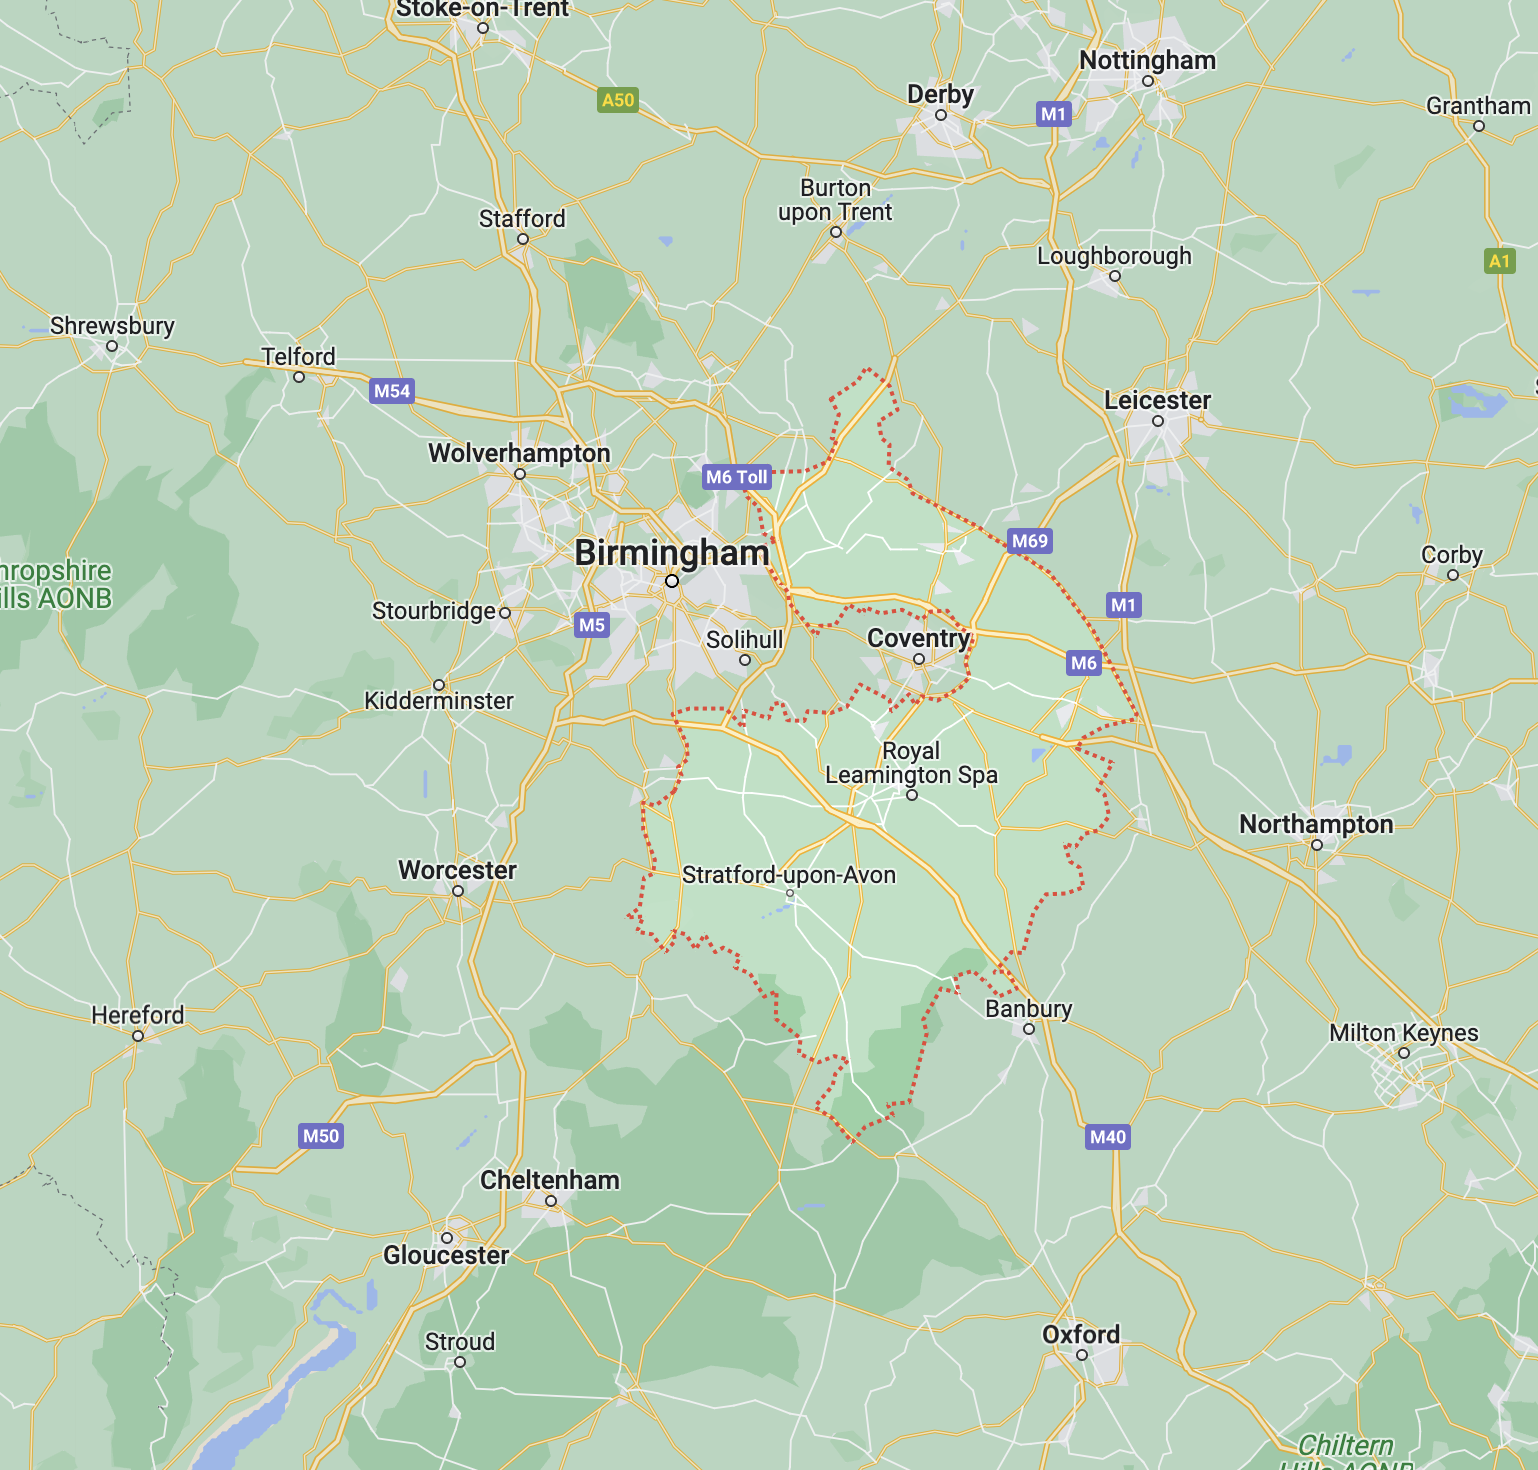 Stoke-on-Trent
Nottingham
Derby
A50
M1
Grantham
Burton
upon Trent
Stafford
Loughborough
A1
Shrewsbury
Telford
M54
Leicester
Wolverhampton
M6 Toll
M69
Birmingham
Corby
hropshire
ills AONB
Stourbridge
M5
M1
Solihull
Coventry
M6
Kidderminster
Royal
Leamington Spa
Northampton
Worcester
Stratford-upon-Avon
Hereford
Banbury
Milton Keynes
M50
M40
Cheltenham
Gloucester
Stroud
Oxford
Chiltern
Hills AONB